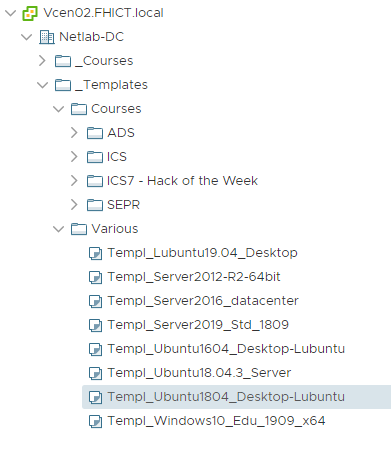 Vcen02.FHICT.local
Netlab-DC
_Courses
_Templates
Courses
ADS
ICS
ICS7 - Hack of the Week
SEPR
Various
Templ_Lubuntu19.04_Desktop
Templ_Server2012-R2-64bit
Templ_Server2016_datacenter
Templ_Server2019_Std_1809
Templ_Ubuntu1604_Desktop-Lubuntu
Templ_Ubuntu18.04.3_Server
Templ_Ubuntu1804_Desktop-Lubuntu
Templ_Windows10_Edu_1909_x64